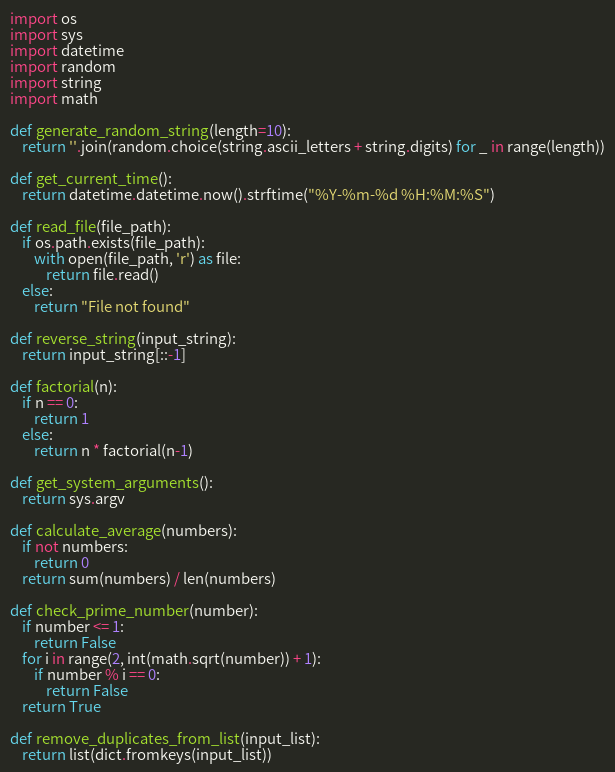 import os
import sys
import datetime
import random
import string
import math

def generate_random_string(length=10):
    return ''.join(random.choice(string.ascii_letters + string.digits) for _ in range(length))

def get_current_time():
    return datetime.datetime.now().strftime("%Y-%m-%d %H:%M:%S")

def read_file(file_path):
    if os.path.exists(file_path):
        with open(file_path, 'r') as file:
            return file.read()
    else:
        return "File not found"

def reverse_string(input_string):
    return input_string[::-1]

def factorial(n):
    if n == 0:
        return 1
    else:
        return n * factorial(n-1)

def get_system_arguments():
    return sys.argv

def calculate_average(numbers):
    if not numbers:
        return 0
    return sum(numbers) / len(numbers)

def check_prime_number(number):
    if number <= 1:
        return False
    for i in range(2, int(math.sqrt(number)) + 1):
        if number % i == 0:
            return False
    return True

def remove_duplicates_from_list(input_list):
    return list(dict.fromkeys(input_list))